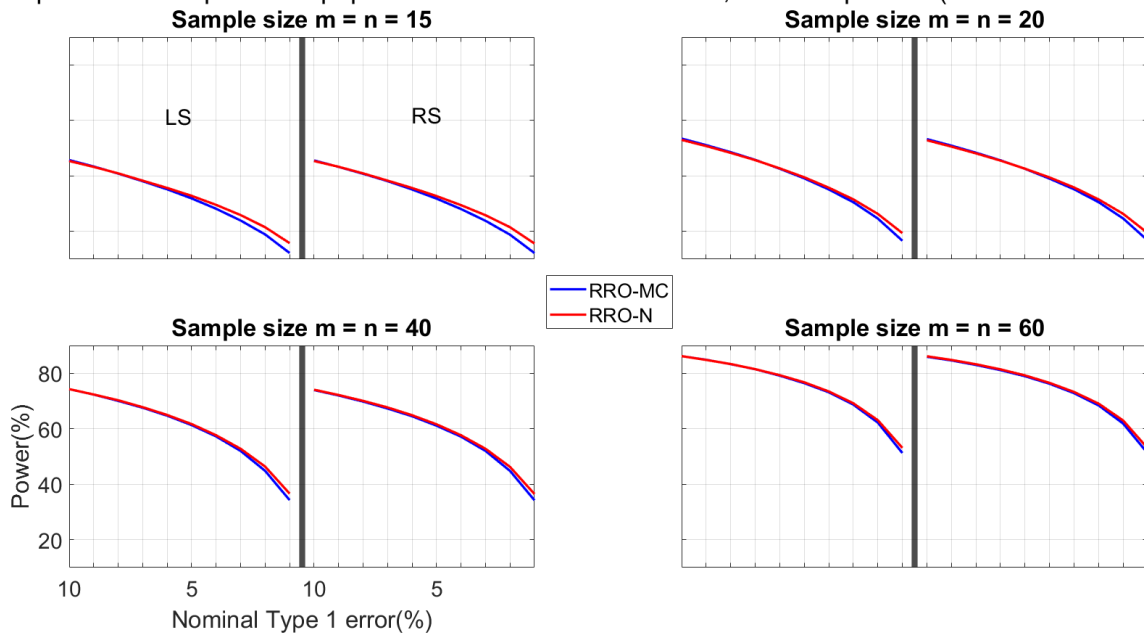 Sample size m = n = 15
Sample size m = n = 20
LS
RS
RRO-MC
RRO-N
Sample size m = n = 40
Sample size m = n = 60
80
60
40
20
Power(%)
10
5
10
5
Nominal Type 1 error(%)